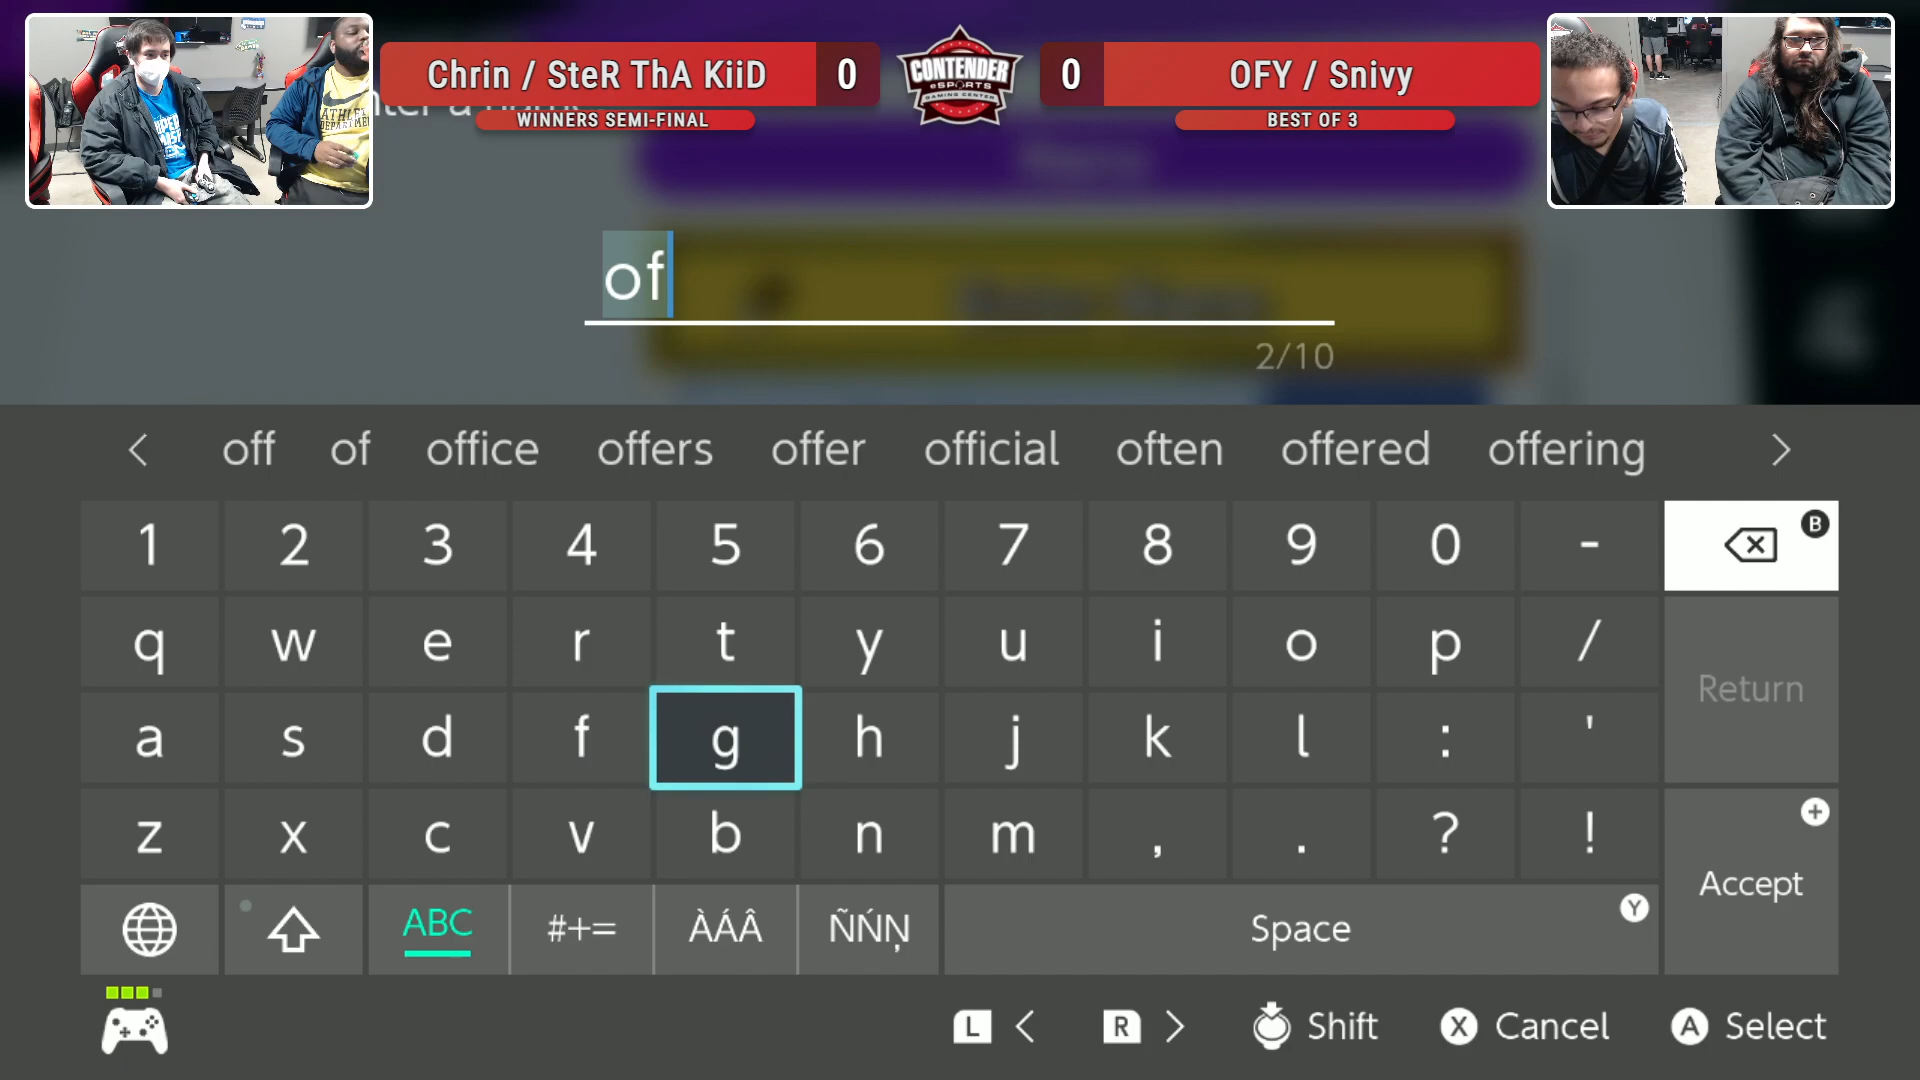 Chrin / SteR ThA KiiD 0
WINNERS SEMI-FINAL
CONTENDER
eSPORTS
GAMING CENTER
0 OFY / Snivy
BEST OF 3
of
2/10
off of office offers offer official often offered offering
1 2 3 4 5 6 7 8 9 0 - B
q w e r t y u i o p /
Return
a s d f g h j k l : '
z x c v b n m , . ? ! +
Accept
ABC #+= ÀÁÂ ÑŃŅ Space Y
L < R > Shift X Cancel A Select